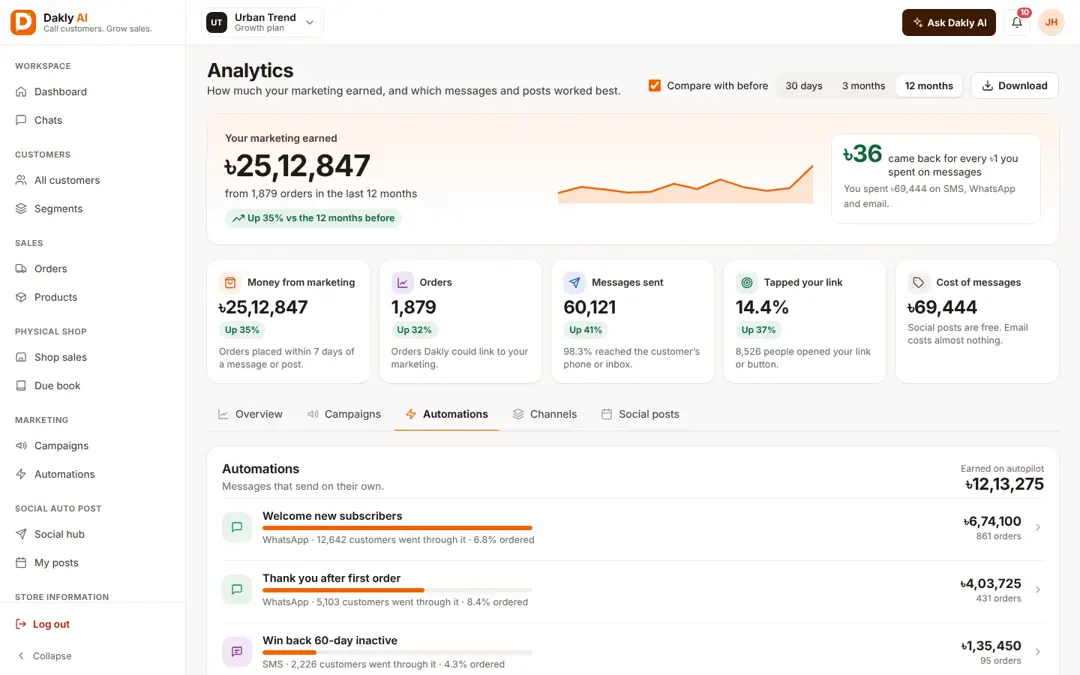 Dakly AI
Call customers. Grow sales.
UT
Urban Trend
Growth plan
Ask Dakly AI
10
JH
WORKSPACE
Dashboard
Chats
CUSTOMERS
All customers
Segments
SALES
Orders
Products
PHYSICAL SHOP
Shop sales
Due book
MARKETING
Campaigns
Automations
SOCIAL AUTO POST
Social hub
My posts
STORE INFORMATION
Log out
Collapse
Analytics
How much your marketing earned, and which messages and posts worked best.
Compare with before
30 days
3 months
12 months
Download
Your marketing earned
৳25,12,847
from 1,879 orders in the last 12 months
Up 35% vs the 12 months before
৳36 came back for every ৳1 you
spent on messages
You spent ৳69,444 on SMS, WhatsApp
and email.
Money from marketing
৳25,12,847
Up 35%
Orders placed within 7 days of
a message or post.
Orders
1,879
Up 32%
Orders Dakly could link to your
marketing.
Messages sent
60,121
Up 41%
98.3% reached the customer's
phone or inbox.
Tapped your link
14.4%
Up 37%
8,526 people opened your link
or button.
Cost of messages
৳69,444
Social posts are free. Email
costs almost nothing.
Overview
Campaigns
Automations
Channels
Social posts
Automations
Messages that send on their own.
Earned on autopilot
৳12,13,275
Welcome new subscribers
WhatsApp · 12,642 customers went through it · 6.8% ordered
৳6,74,100
861 orders
Thank you after first order
WhatsApp · 5,103 customers went through it · 8.4% ordered
৳4,03,725
431 orders
Win back 60-day inactive
SMS · 2,226 customers went through it · 4.3% ordered
৳1,35,450
95 orders